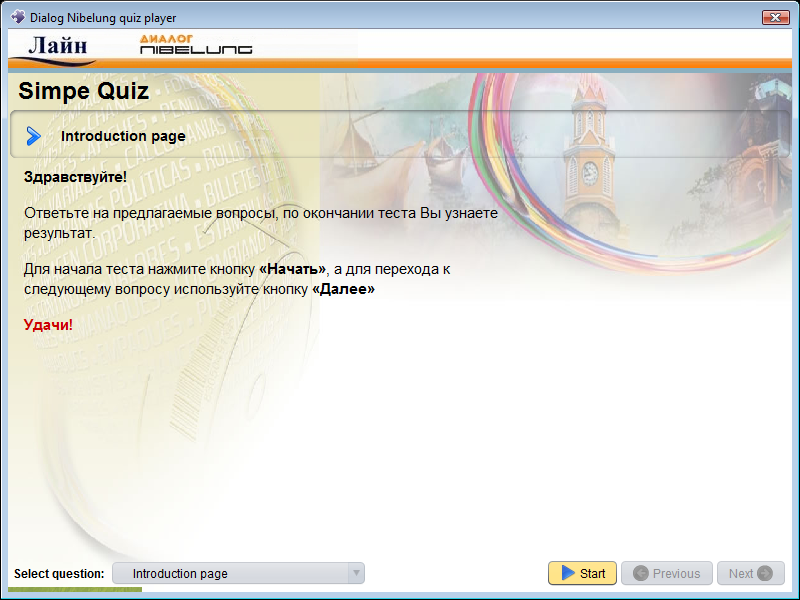 Dialog Nibelung quiz player
Лайн
ДИАЛОГ
NIBELUNG
Simpe Quiz
Introduction page
Здравствуйте!
Ответьте на предлагаемые вопросы, по окончании теста Вы узнаете
результат.
Для начала теста нажмите кнопку «Начать», а для перехода к
следующему вопросу используйте кнопку «Далее»
Удачи!
Select question:
Introduction page
Start
Previous
Next